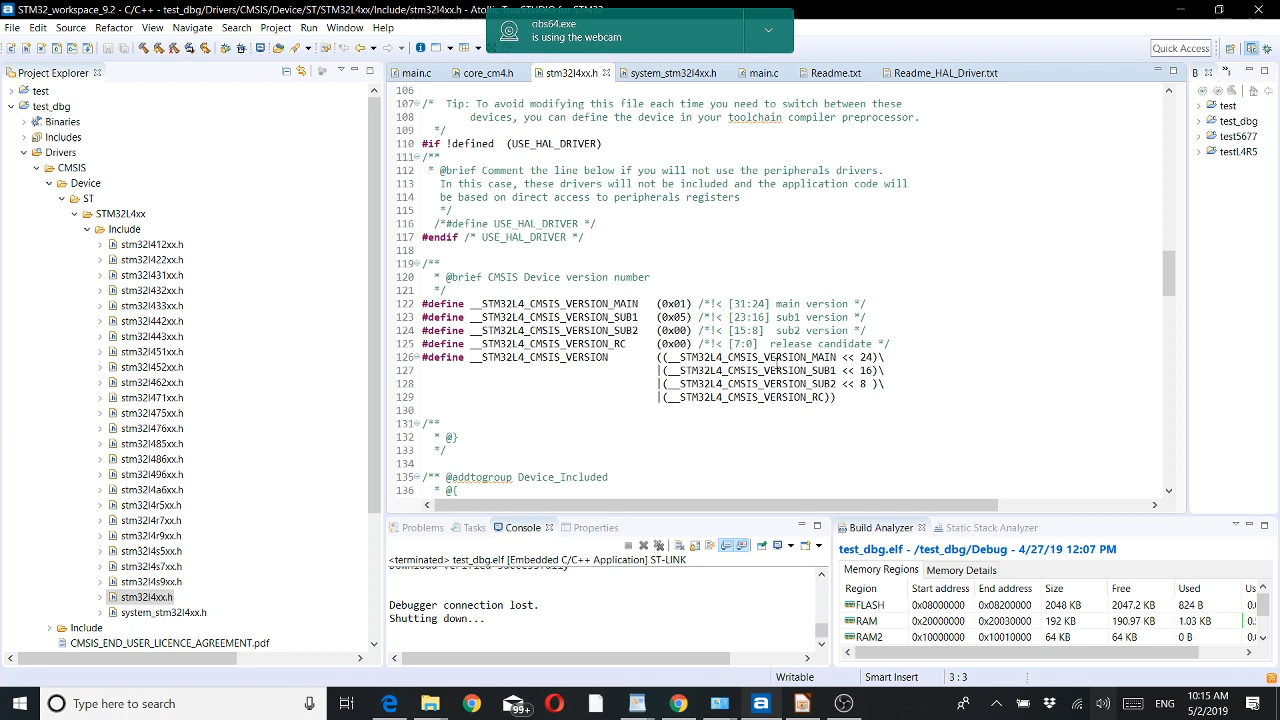 STM32_workspace_9.2 - C/C++ - test_dbg/Drivers/CMSIS/Device/ST/STM32L4xx/Include/stm32l4xx.h - Atollic TrueSTUDIO for STM32
obs64.exe
is using the webcam
File Edit Source Refactor View Navigate Search Project Run Window Help
Quick Access
Project Explorer
test
test_dbg
Binaries
Includes
Drivers
CMSIS
Device
ST
STM32L4xx
Include
stm32l412xx.h
stm32l422xx.h
stm32l431xx.h
stm32l432xx.h
stm32l433xx.h
stm32l442xx.h
stm32l443xx.h
stm32l451xx.h
stm32l452xx.h
stm32l462xx.h
stm32l471xx.h
stm32l475xx.h
stm32l476xx.h
stm32l485xx.h
stm32l486xx.h
stm32l496xx.h
stm32l4a6xx.h
stm32l4r5xx.h
stm32l4r7xx.h
stm32l4r9xx.h
stm32l4s5xx.h
stm32l4s7xx.h
stm32l4s9xx.h
stm32l4xx.h
system_stm32l4xx.h
Include
CMSIS_END_USER_LICENCE_AGREEMENT.pdf
main.c core_cm4.h stm32l4xx.h system_stm32l4xx.h main.c Readme.txt Readme_HAL_Driver.txt
106
107 /* Tip: To avoid modifying this file each time you need to switch between these
108 devices, you can define the device in your toolchain compiler preprocessor.
109 */
110 #if !defined (USE_HAL_DRIVER)
111 /**
112 * @brief Comment the line below if you will not use the peripherals drivers.
113 In this case, these drivers will not be included and the application code will
114 be based on direct access to peripherals registers
115 */
116 /*#define USE_HAL_DRIVER */
117 #endif /* USE_HAL_DRIVER */
118
119 /**
120 * @brief CMSIS Device version number
121 */
122 #define __STM32L4_CMSIS_VERSION_MAIN (0x01) /*!< [31:24] main version */
123 #define __STM32L4_CMSIS_VERSION_SUB1 (0x05) /*!< [23:16] sub1 version */
124 #define __STM32L4_CMSIS_VERSION_SUB2 (0x00) /*!< [15:8] sub2 version */
125 #define __STM32L4_CMSIS_VERSION_RC (0x00) /*!< [7:0] release candidate */
126 #define __STM32L4_CMSIS_VERSION ((__STM32L4_CMSIS_VERSION_MAIN << 24)\
127 |(__STM32L4_CMSIS_VERSION_SUB1 << 16)\
128 |(__STM32L4_CMSIS_VERSION_SUB2 << 8 )\
129 |(__STM32L4_CMSIS_VERSION_RC))
130
131 /**
132 * @}
133 */
134
135 /** @addtogroup Device_Included
136 * @{
B
test
test_dbg
test5677
testL4R5
Problems Tasks Console Properties
<terminated> test_dbg.elf [Embedded C/C++ Application] ST-LINK
Download verified successfully
Debugger connection lost.
Shutting down...
Build Analyzer Static Stack Analyzer
test_dbg.elf - /test_dbg/Debug - 4/27/19 12:07 PM
Memory Regions Memory Details
Region Start address End address Size Free Used Us
FLASH 0x08000000 0x08200000 2048 KB 2047.2 KB 824 B 0.
RAM 0x20000000 0x20030000 192 KB 190.97 KB 1.03 KB 0.
RAM2 0x10000000 0x10010000 64 KB 64 KB 0 B 0.
Writable Smart Insert 3 : 3
Type here to search
99+
ENG
10:15 AM
5/2/2019